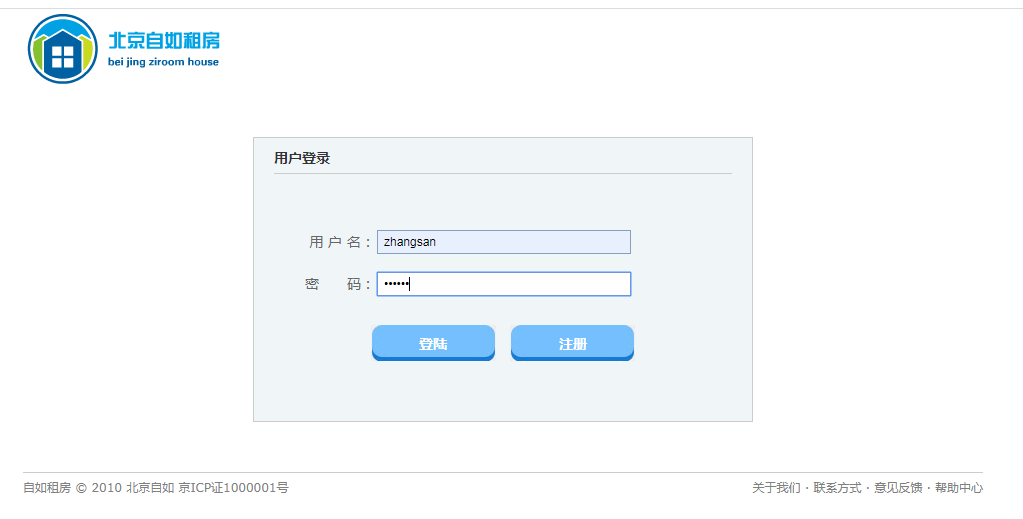 北京自如租房
bei jing ziroom house
用户登录
用 户 名： zhangsan
密 码： ••••••
登陆 注册
自如租房 © 2010 北京自如 京ICP证1000001号 关于我们 · 联系方式 · 意见反馈 · 帮助中心